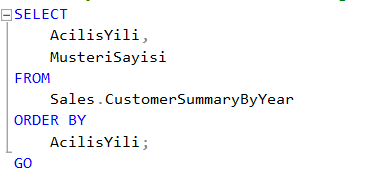 SELECT
AcilisYili,
MusteriSayisi
FROM
Sales.CustomerSummaryByYear
ORDER BY
AcilisYili;
GO